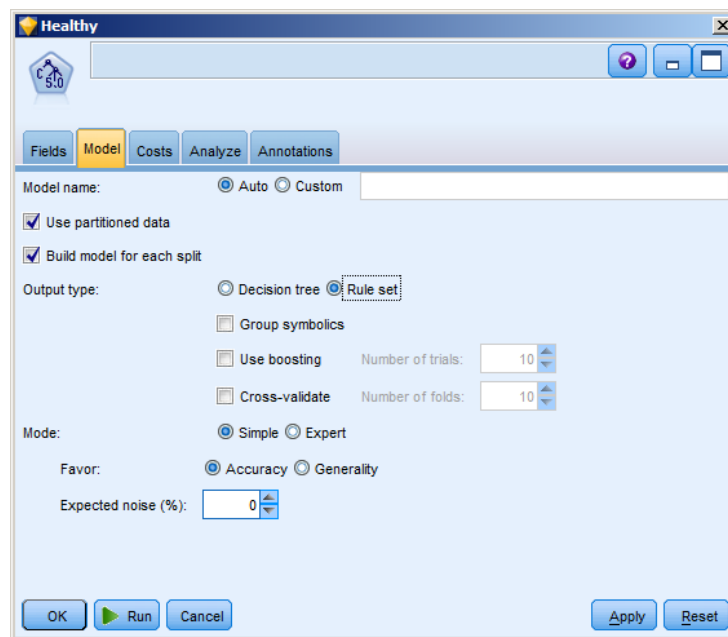 Healthy
C 5.0
Fields Model Costs Analyze Annotations
Model name: Auto Custom
Use partitioned data
Build model for each split
Output type: Decision tree Rule set
Group symbolics
Use boosting Number of trials: 10
Cross-validate Number of folds: 10
Mode: Simple Expert
Favor: Accuracy Generality
Expected noise (%): 0
OK Run Cancel Apply Reset